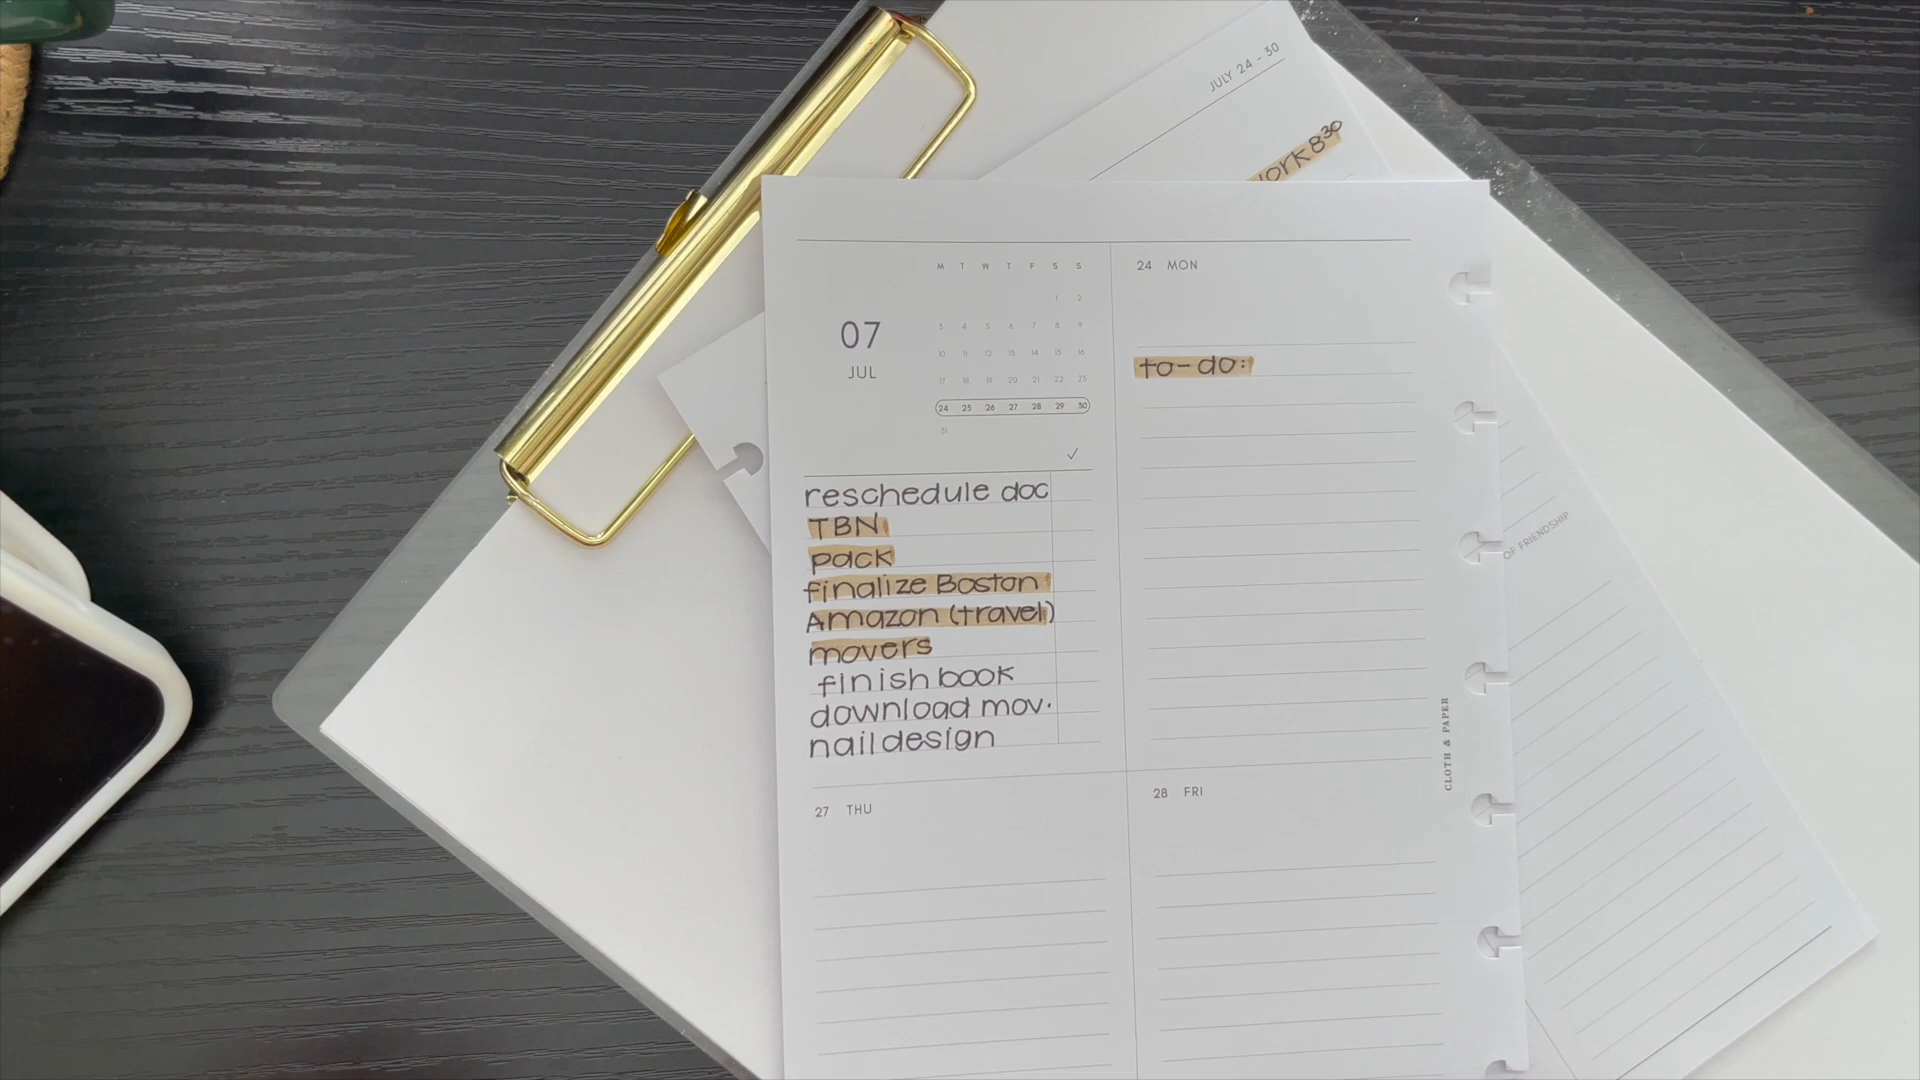 JULY 24 - 30
work 830
M T W T F S S
1 2
3 4 5 6 7 8 9
10 11 12 13 14 15 16
17 18 19 20 21 22 23
24 25 26 27 28 29 30
31
07
JUL
✓
reschedule doc
TBN
pack
finalize Boston
Amazon (travel)
movers
finish book
download mov.
nail design
24 MON
to-do:
27 THU
28 FRI
CLOTH & PAPER
OF FRIENDSHIP